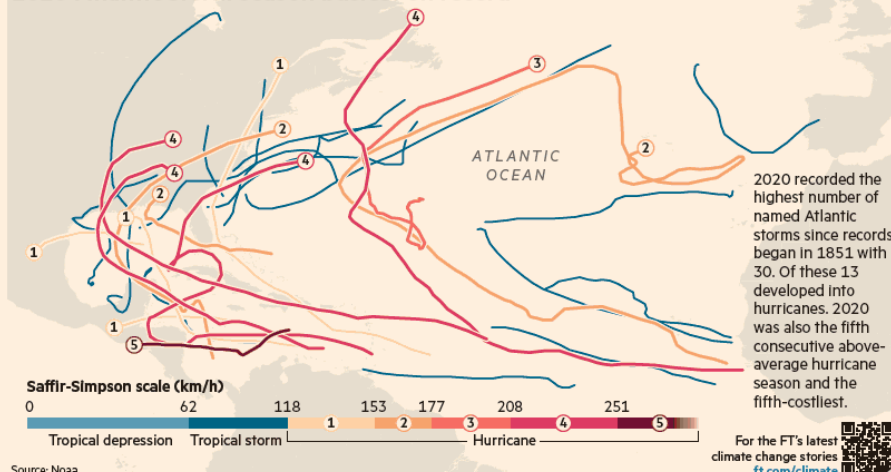 4
1
3
2
4
4
4
2
2
1
1
1
5
ATLANTIC
OCEAN
2020 recorded the
highest number of
named Atlantic
storms since records
began in 1851 with
30. Of these 13
developed into
hurricanes. 2020
was also the fifth
consecutive above-
average hurricane
season and the
fifth-costliest.
Saffir-Simpson scale (km/h)
0 62 118 153 177 208 251
1 2 3 4 5
Tropical depression Tropical storm Hurricane
For the FT's latest
climate change stories
ft.com/climate
Source: Noaa